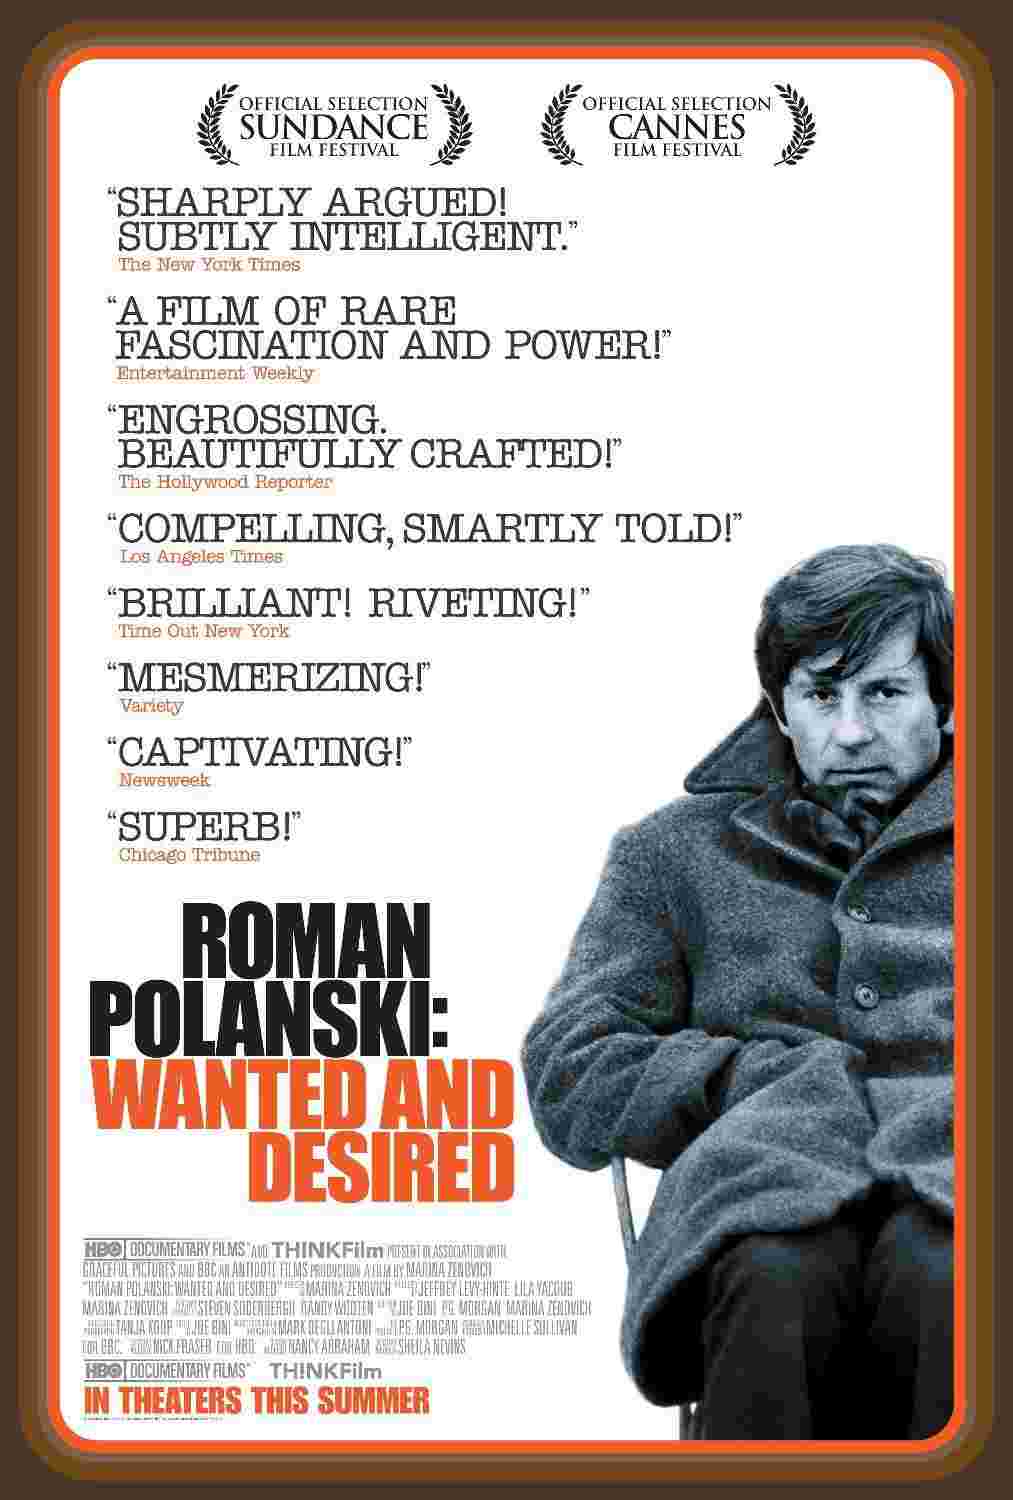 OFFICIAL SELECTION
SUNDANCE
FILM FESTIVAL
OFFICIAL SELECTION
CANNES
FILM FESTIVAL
“SHARPLY ARGUED!
SUBTLY INTELLIGENT.”
The New York Times
“A FILM OF RARE
FASCINATION AND POWER!”
Entertainment Weekly
“ENGROSSING.
BEAUTIFULLY CRAFTED!”
The Hollywood Reporter
“COMPELLING, SMARTLY TOLD!”
Los Angeles Times
“BRILLIANT! RIVETING!”
Time Out New York
“MESMERIZING!”
Variety
“CAPTIVATING!”
Newsweek
“SUPERB!”
Chicago Tribune
ROMAN
POLANSKI:
WANTED AND
DESIRED
HBO DOCUMENTARY FILMS AND THINKFilm PRESENT IN ASSOCIATION WITH
GRACEFUL PICTURES AND BBC AN ANTIDOTE FILMS PRODUCTION A FILM BY MARINA ZENOVICH
"ROMAN POLANSKI: WANTED AND DESIRED" MARINA ZENOVICH JEFFREY LEVY-HINTE LILA YACOUB
MARINA ZENOVICH STEVEN SODERBERGH RANDY WOOTEN JOE BINI P.G. MORGAN MARINA ZENOVICH
TANJA KOOP JOE BINI MARK DEGLI ANTONI P.G. MORGAN MICHELLE SULLIVAN
FOR BBC. NICK FRASER FOR HBO. NANCY ABRAHAM SHEILA NEVINS
HBO DOCUMENTARY FILMS THINKFilm
IN THEATERS THIS SUMMER